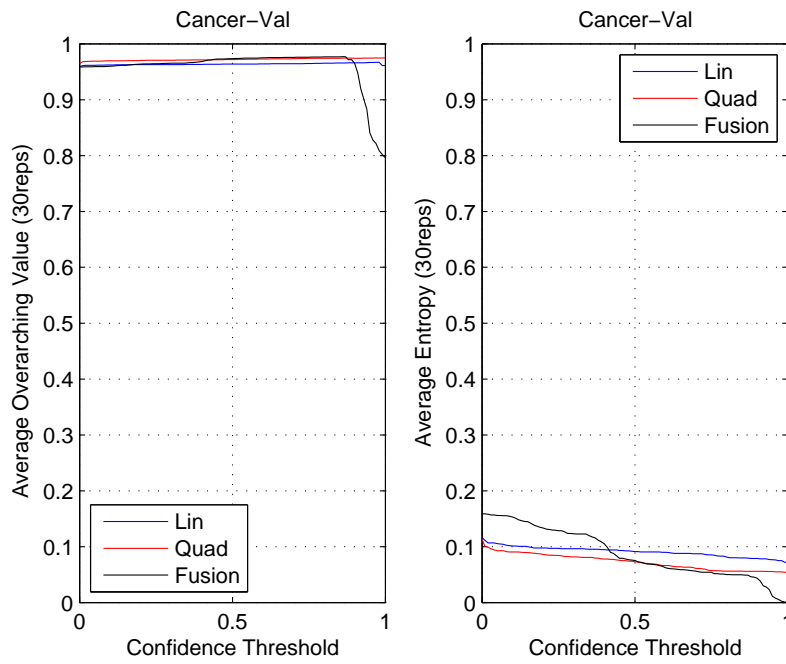 Cancer−Val
1
0.9
0.8
0.7
0.6
0.5
0.4
0.3
0.2
0.1
0
Average Overarching Value (30reps)
Lin
Quad
Fusion
0
0.5
1
Confidence Threshold
Cancer−Val
1
0.9
0.8
0.7
0.6
0.5
0.4
0.3
0.2
0.1
0
Average Entropy (30reps)
Lin
Quad
Fusion
0
0.5
1
Confidence Threshold